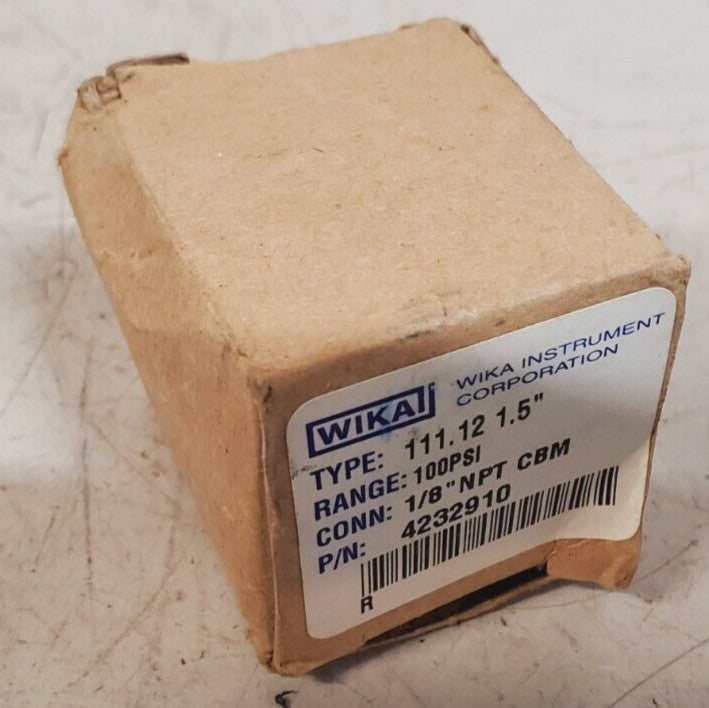 WIKA
WIKA INSTRUMENT
CORPORATION
TYPE: 111.12 1.5"
RANGE: 100PSI
CONN: 1/8"NPT CBM
P/N: 4232910
R